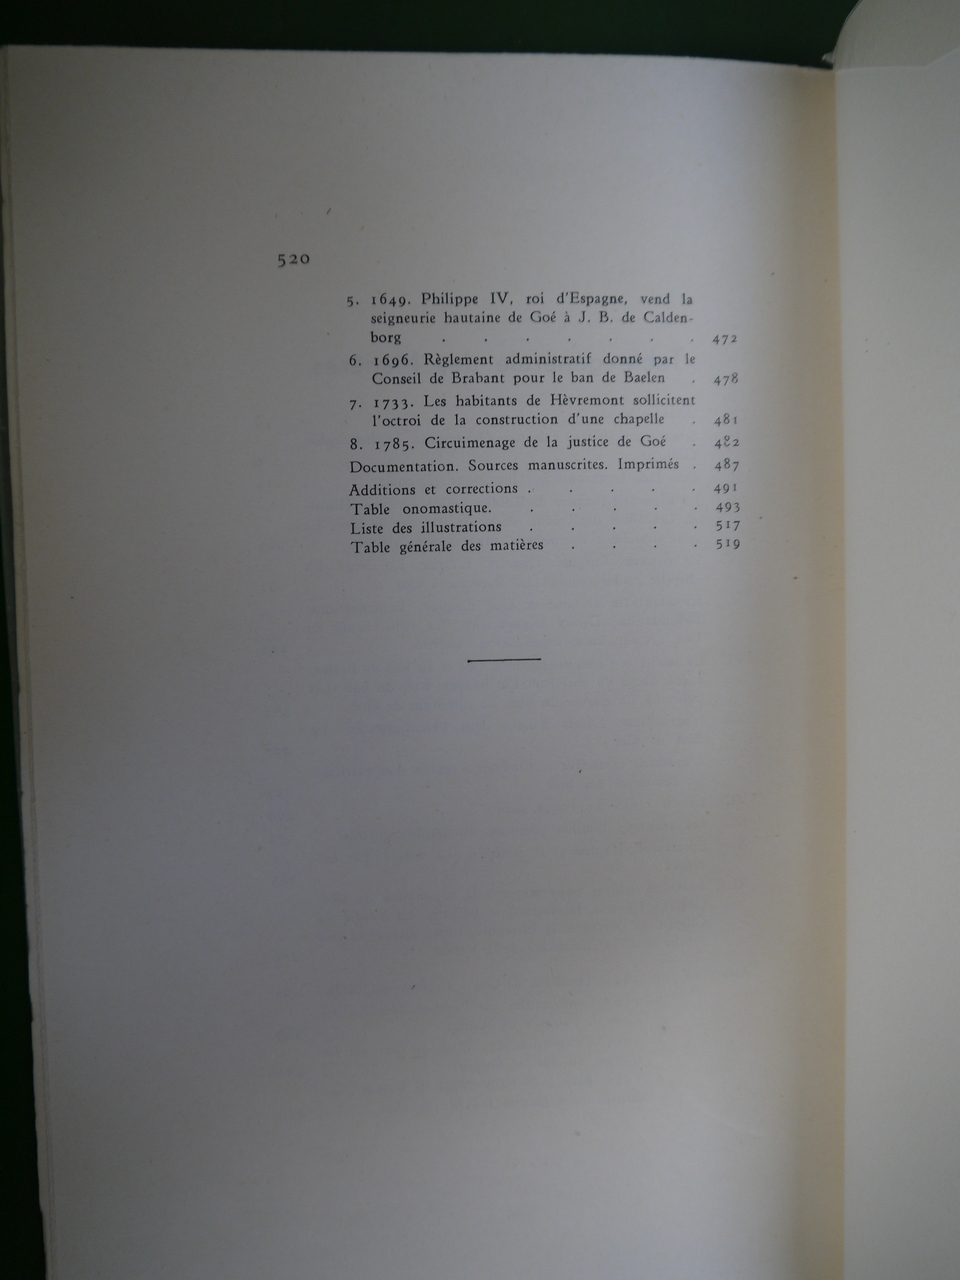 520
5. 1649. Philippe IV, roi d'Espagne, vend la
seigneurie hautaine de Goé à J. B. de Calden-
borg . . . . . . . 472
6. 1696. Règlement administratif donné par le
Conseil de Brabant pour le ban de Baelen . 478
7. 1733. Les habitants de Hèvremont sollicitent
l'octroi de la construction d'une chapelle . 481
8. 1785. Circuimenage de la justice de Goé . 482
Documentation. Sources manuscrites. Imprimés . 487
Additions et corrections . . . . . 491
Table onomastique. . . . . . 493
Liste des illustrations . . . . . 517
Table générale des matières . . . . 519